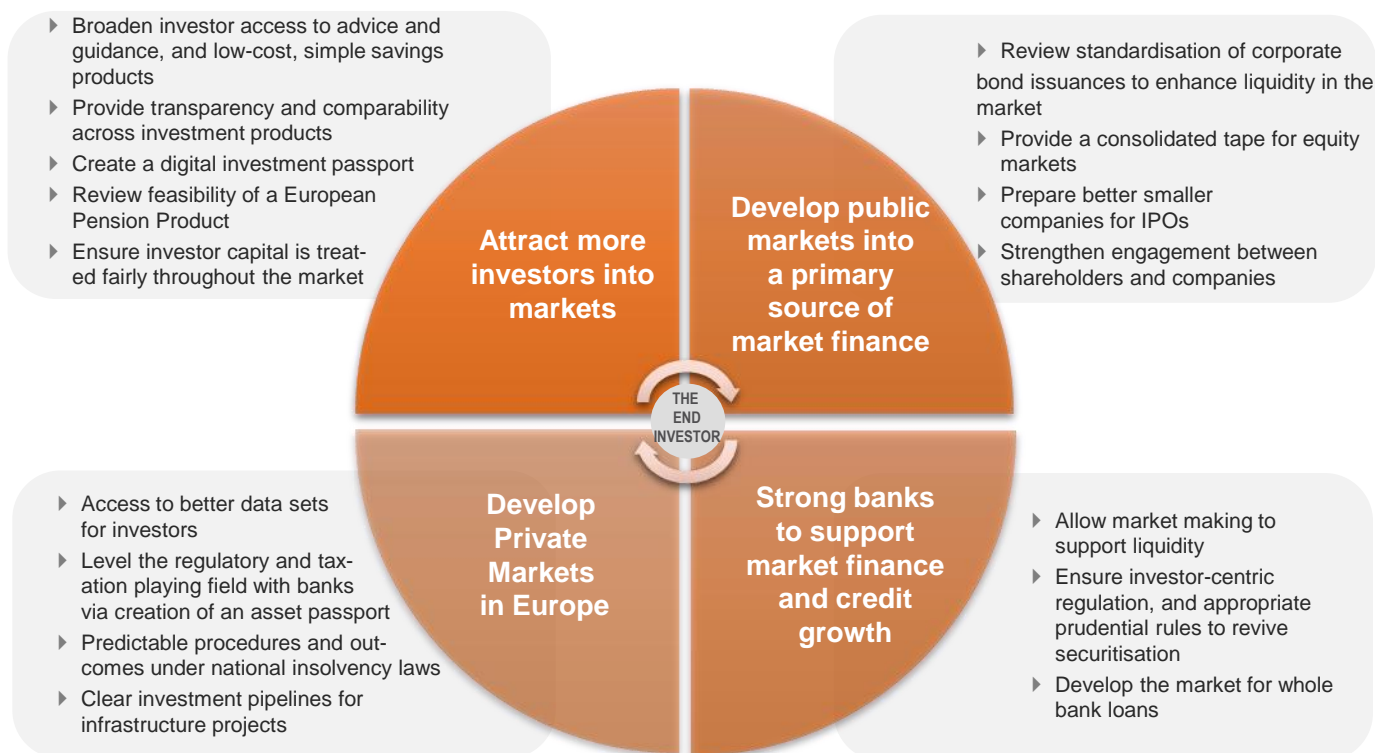 Broaden investor access to advice and
guidance, and low-cost, simple savings
products
Provide transparency and comparability
across investment products
Create a digital investment passport
Review feasibility of a European
Pension Product
Ensure investor capital is treat-
ed fairly throughout the market
Attract more
investors into
markets
Develop public
markets into
a primary
source of
market finance
Review standardisation of corporate
bond issuances to enhance liquidity in the
market
Provide a consolidated tape for equity
markets
Prepare better smaller
companies for IPOs
Strengthen engagement between
shareholders and companies
THE
END
INVESTOR
Access to better data sets
for investors
Level the regulatory and tax-
ation playing field with banks
via creation of an asset passport
Predictable procedures and out-
comes under national insolvency laws
Clear investment pipelines for
infrastructure projects
Develop
Private
Markets
in Europe
Strong banks
to support
market finance
and credit
growth
Allow market making to
support liquidity
Ensure investor-centric
regulation, and appropriate
prudential rules to revive
securitisation
Develop the market for whole
bank loans